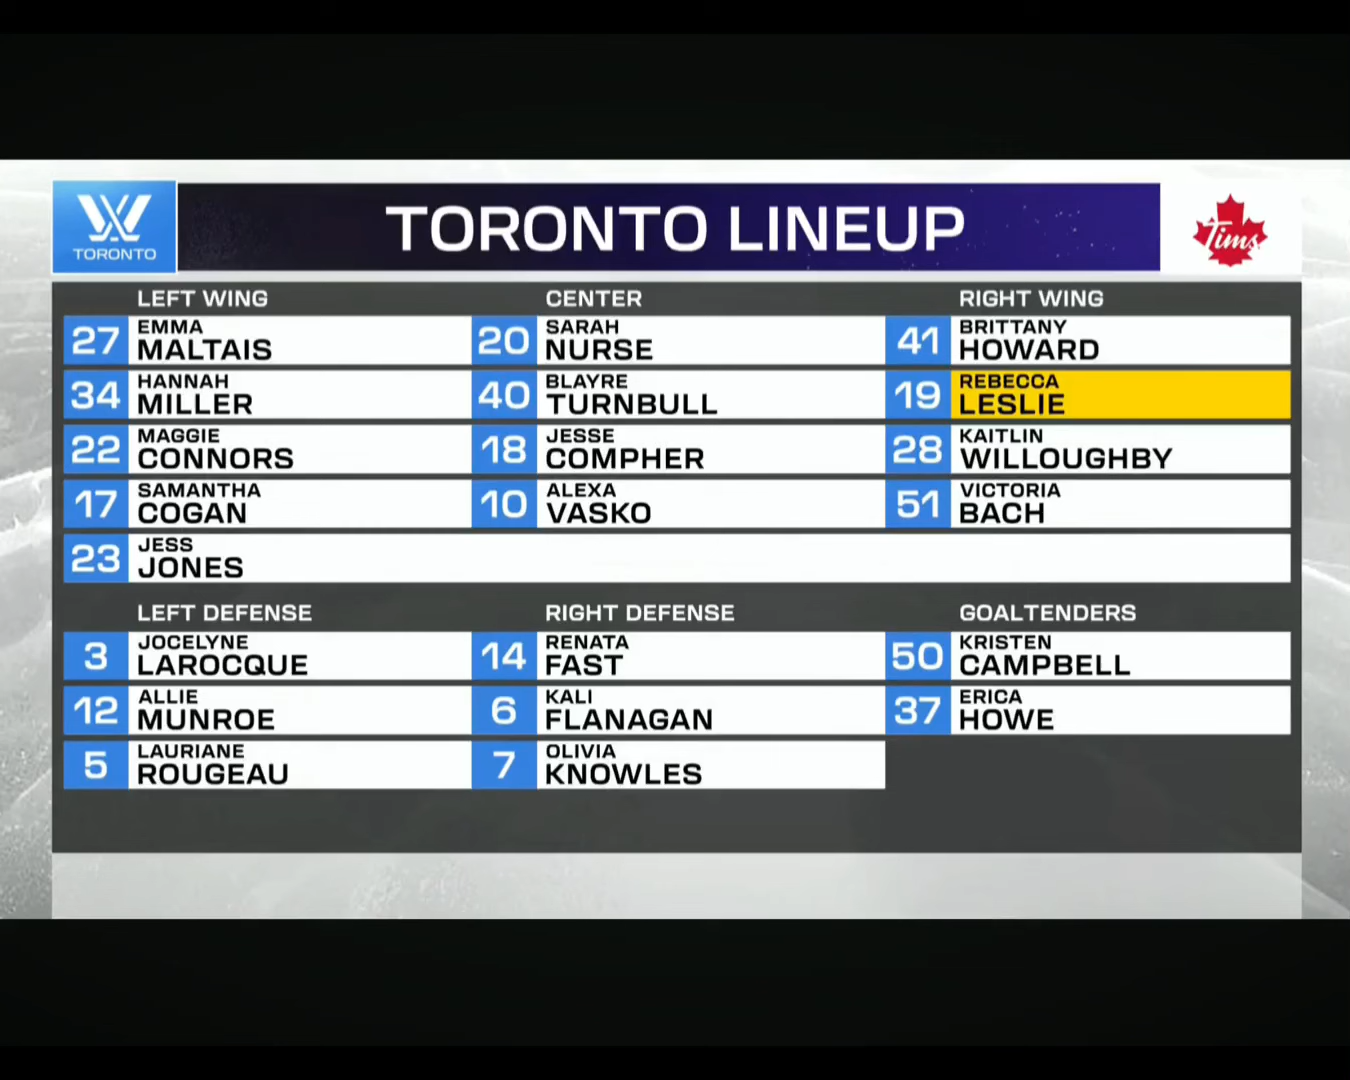 TORONTO
TORONTO LINEUP
Tims
LEFT WING CENTER RIGHT WING
27 EMMA MALTAIS 20 SARAH NURSE 41 BRITTANY HOWARD
34 HANNAH MILLER 40 BLAYRE TURNBULL 19 REBECCA LESLIE
22 MAGGIE CONNORS 18 JESSE COMPHER 28 KAITLIN WILLOUGHBY
17 SAMANTHA COGAN 10 ALEXA VASKO 51 VICTORIA BACH
23 JESS JONES
LEFT DEFENSE RIGHT DEFENSE GOALTENDERS
3 JOCELYNE LAROCQUE 14 RENATA FAST 50 KRISTEN CAMPBELL
12 ALLIE MUNROE 6 KALI FLANAGAN 37 ERICA HOWE
5 LAURIANE ROUGEAU 7 OLIVIA KNOWLES